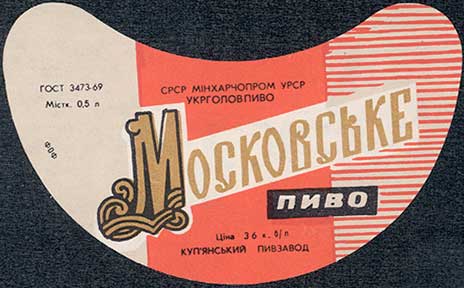 ГОСТ 3473-69
Містк. 0,5 л
СРСР МІНХАРЧОПРОМ УРСР
УКРГОЛОВПИВО
МОСКОВСЬКЕ
ПИВО
Ціна 36 к. б/п
КУП'ЯНСЬКИЙ ПИВЗАВОД